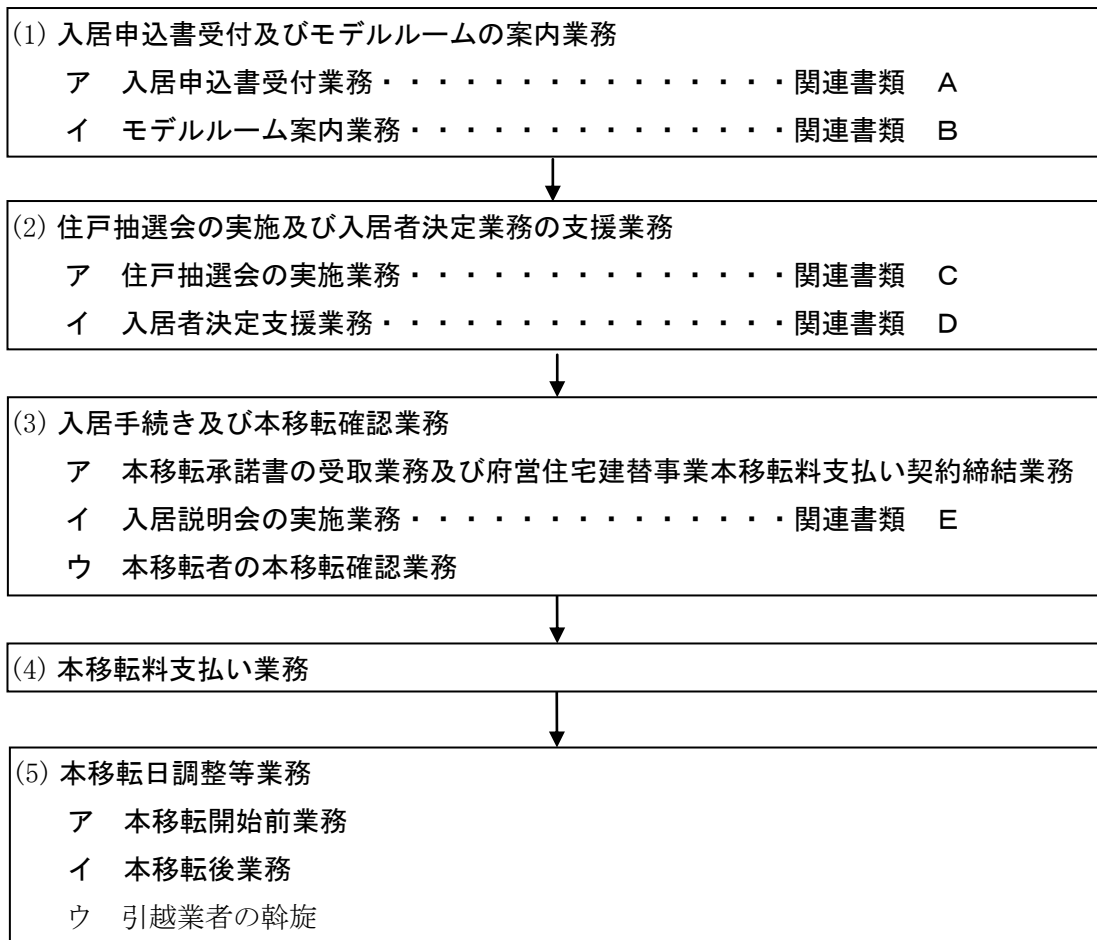 (1) 入居申込書受付及びモデルルームの案内業務
ア 入居申込書受付業務・・・・・・・・・・・・・・・・関連書類 A
イ モデルルーム案内業務・・・・・・・・・・・・・・・関連書類 B
(2) 住戸抽選会の実施及び入居者決定業務の支援業務
ア 住戸抽選会の実施業務・・・・・・・・・・・・・・・関連書類 C
イ 入居者決定支援業務・・・・・・・・・・・・・・・・関連書類 D
(3) 入居手続き及び本移転確認業務
ア 本移転承諾書の受取業務及び府営住宅建替事業本移転料支払い契約締結業務
イ 入居説明会の実施業務・・・・・・・・・・・・・・・関連書類 E
ウ 本移転者の本移転確認業務
(4) 本移転料支払い業務
(5) 本移転日調整等業務
ア 本移転開始前業務
イ 本移転後業務
ウ 引越業者の斡旋